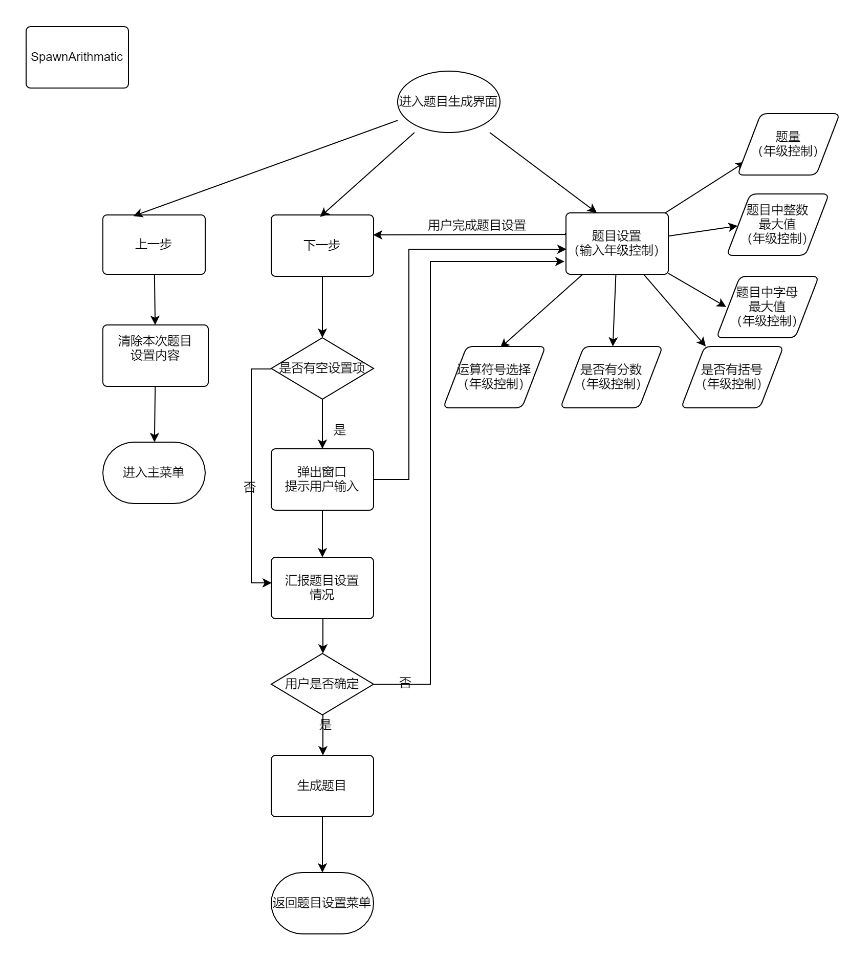 SpawnArithmatic
进入题目生成界面
题量
（年级控制）
题目中整数
最大值
（年级控制）
上一步
下一步
用户完成题目设置
题目设置
（输入年级控制）
题目中字母
最大值
（年级控制）
清除本次题目
设置内容
是否有空设置项
运算符号选择
（年级控制）
是否有分数
（年级控制）
是否有括号
（年级控制）
是
进入主菜单
弹出窗口
提示用户输入
否
汇报题目设置
情况
用户是否确定
否
是
生成题目
返回题目设置菜单